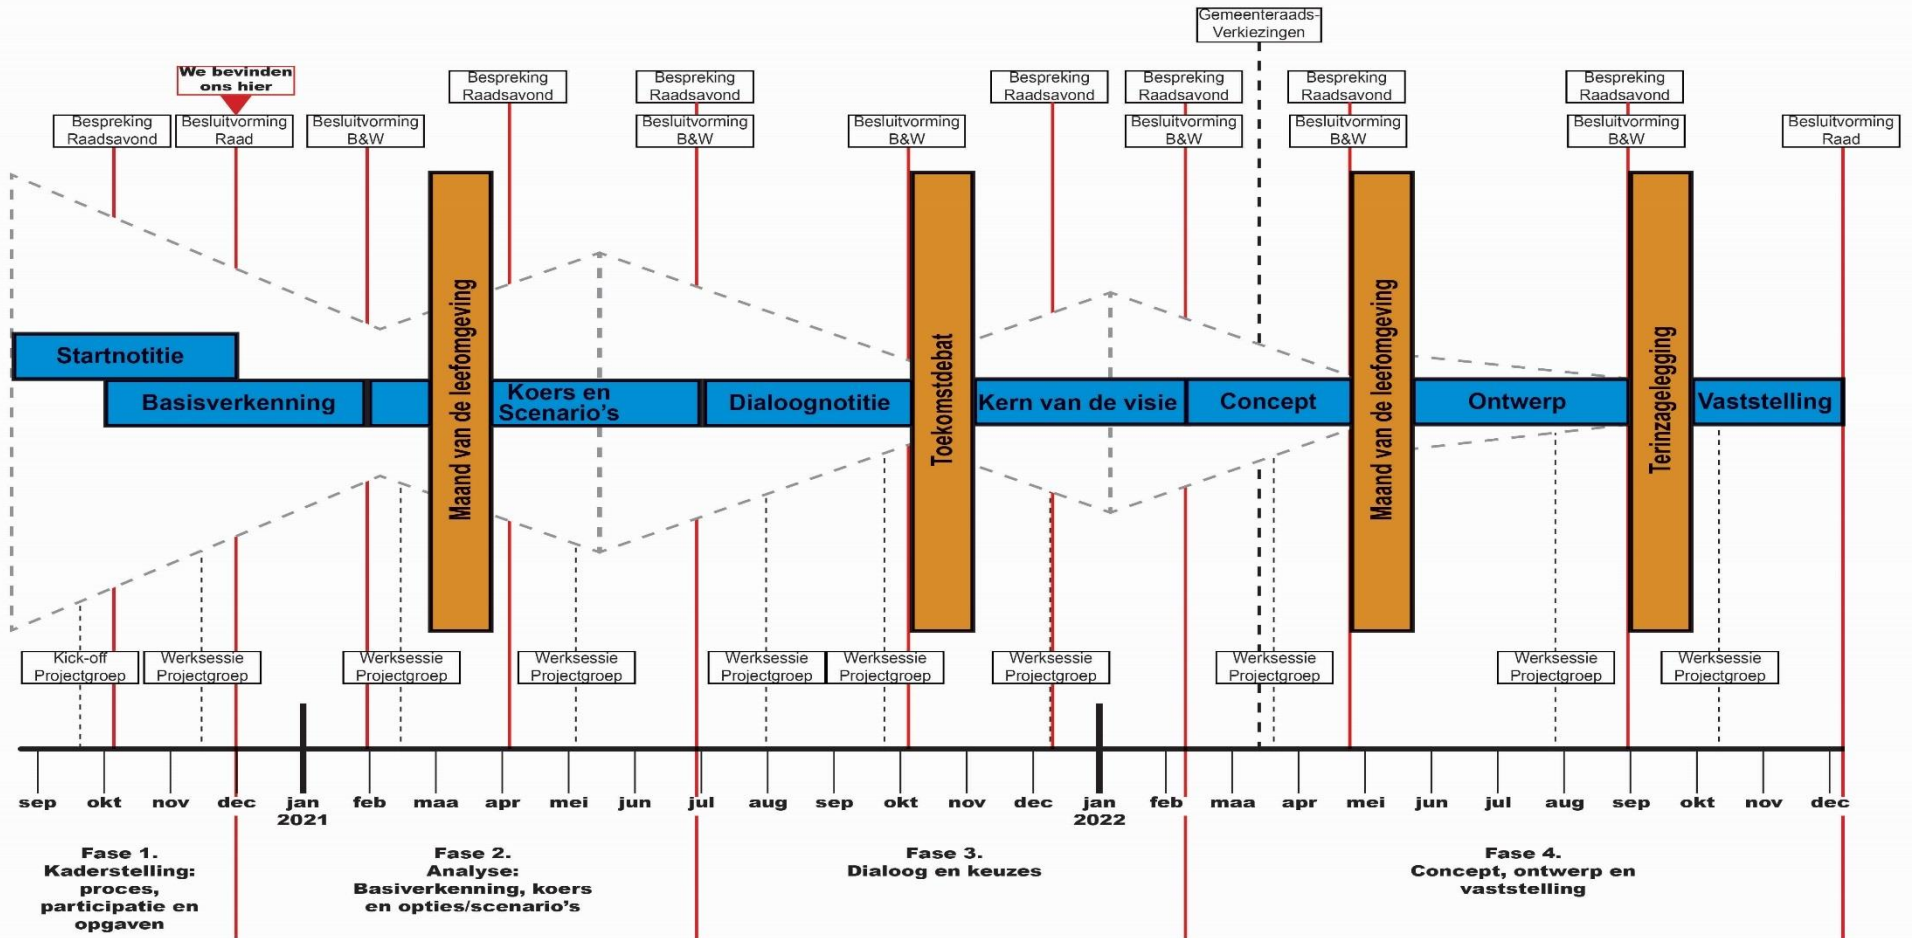 Gemeenteraads-
Verkiezingen
We bevinden
ons hier
Bespreking
Raadsavond
Bespreking
Raadsavond
Bespreking
Raadsavond
Bespreking
Raadsavond
Bespreking
Raadsavond
Bespreking
Raadsavond
Bespreking
Raadsavond
Besluitvorming
Raad
Besluitvorming
B&W
Besluitvorming
B&W
Besluitvorming
B&W
Besluitvorming
B&W
Besluitvorming
B&W
Besluitvorming
B&W
Besluitvorming
Raad
Startnotitie
Basisverkenning
Maand van de leefomgeving
Koers en
Scenario's
Dialoognotitie
Toekomstdebat
Kern van de visie
Concept
Maand van de leefomgeving
Ontwerp
Terinzagelegging
Vaststelling
Kick-off
Projectgroep
Werksessie
Projectgroep
Werksessie
Projectgroep
Werksessie
Projectgroep
Werksessie
Projectgroep
Werksessie
Projectgroep
Werksessie
Projectgroep
Werksessie
Projectgroep
Werksessie
Projectgroep
Werksessie
Projectgroep
sep okt nov dec jan feb maa apr mei jun jul aug sep okt nov dec jan feb maa apr mei jun jul aug sep okt nov dec
2021 2022
Fase 1.
Kaderstelling:
proces,
participatie en
opgaven
Fase 2.
Analyse:
Basiverkenning, koers
en opties/scenario's
Fase 3.
Dialoog en keuzes
Fase 4.
Concept, ontwerp en
vaststelling